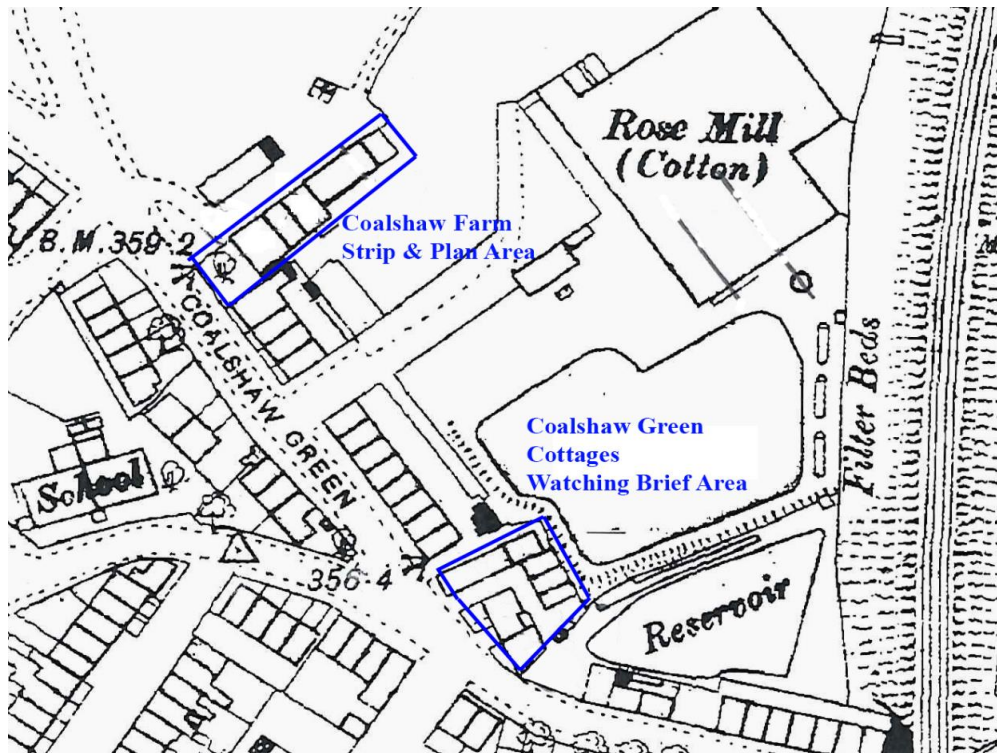 Rose Mill
(Cotton)
Coalshaw Farm
Strip & Plan Area
B.M.359·2
COALSHAW GREEN
Coalshaw Green
Cottages
Watching Brief Area
Filter Beds
School
356·4
Reservoir